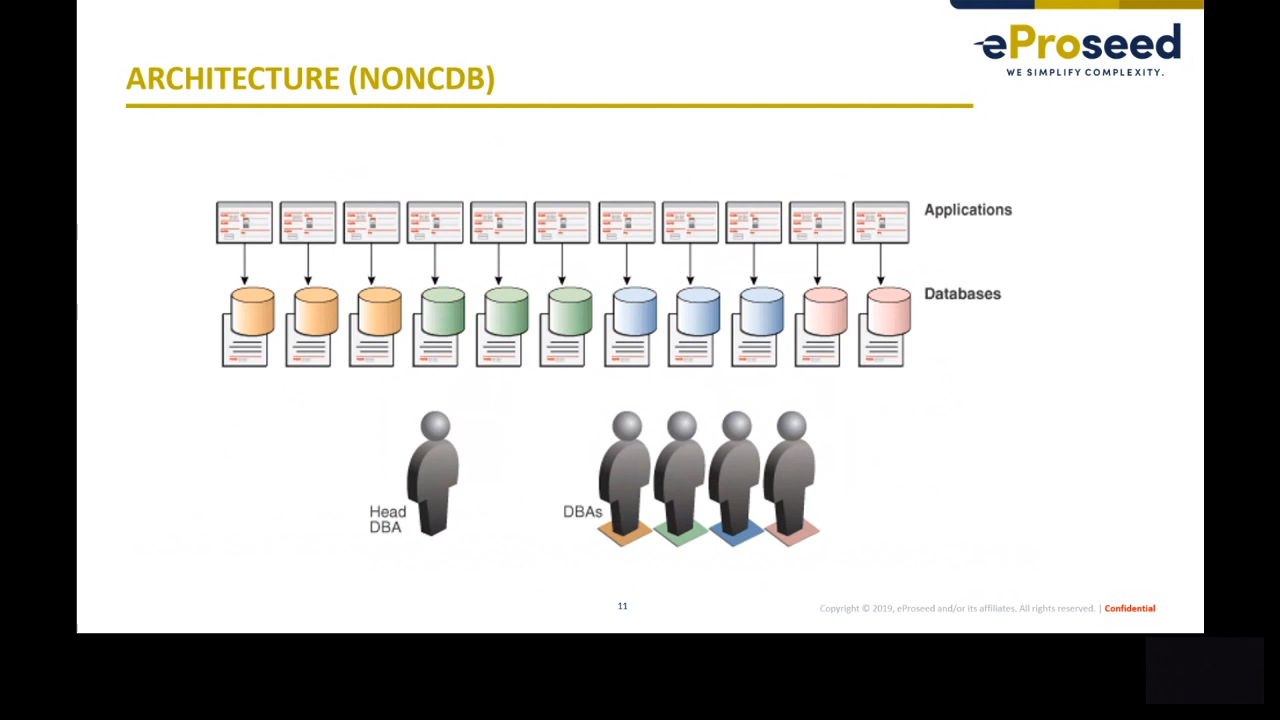 eProseed
WE SIMPLIFY COMPLEXITY.
ARCHITECTURE (NONCDB)
Applications
Databases
Head
DBA
DBAs
11
Copyright © 2019, eProseed and/or its affiliates. All rights reserved. | Confidential